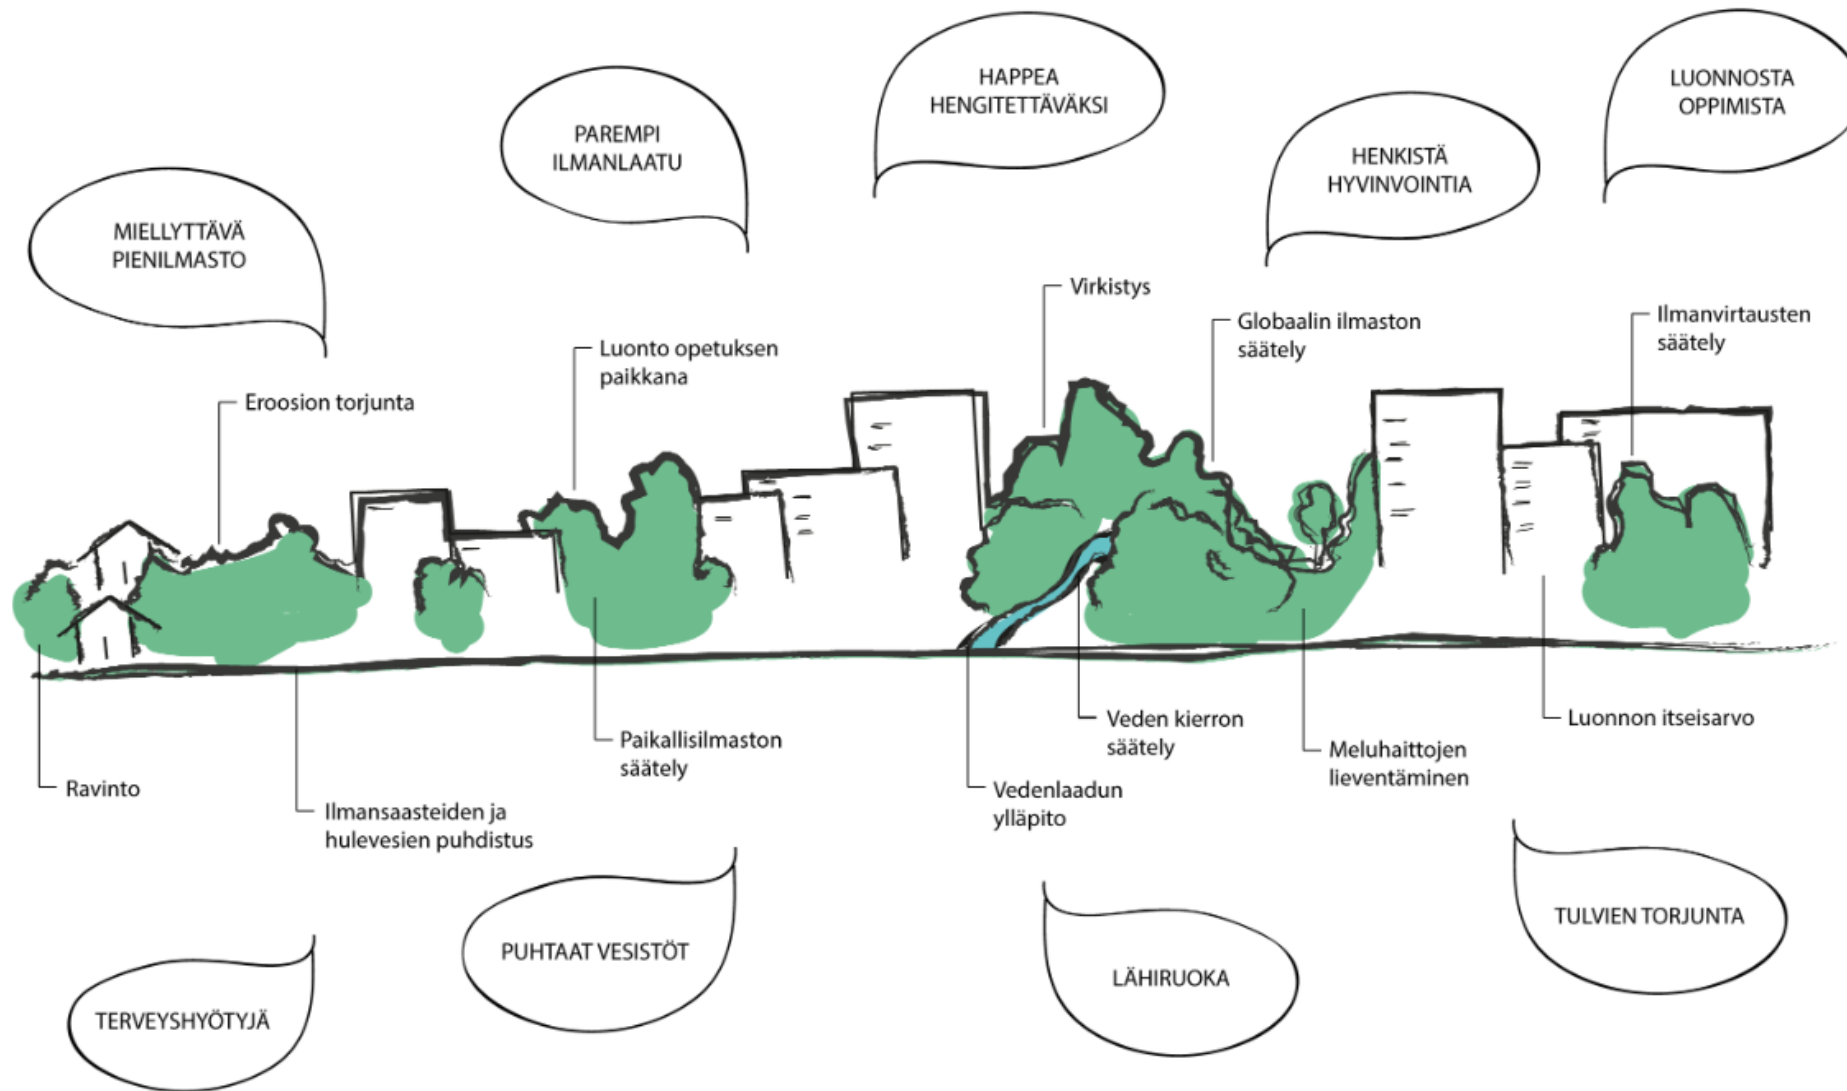 HAPPEA
HENGITETTÄVÄKSI
LUONNOSTA
OPPIMISTA
PAREMPI
ILMANLAATU
HENKISTÄ
HYVINVOINTIA
MIELLYTTÄVÄ
PIENILMASTO
Virkistys
Globaalin ilmaston
säätely
Ilmanvirtausten
säätely
Luonto opetuksen
paikkana
Eroosion torjunta
Ravinto
Ilmansaasteiden ja
hulevesien puhdistus
Paikallisilmaston
säätely
Vedenlaadun
ylläpito
Veden kierron
säätely
Meluhaittojen
lieventäminen
Luonnon itseisarvo
TERVEYSHYÖTYJÄ
PUHTAAT VESISTÖT
LÄHIRUOKA
TULVIEN TORJUNTA